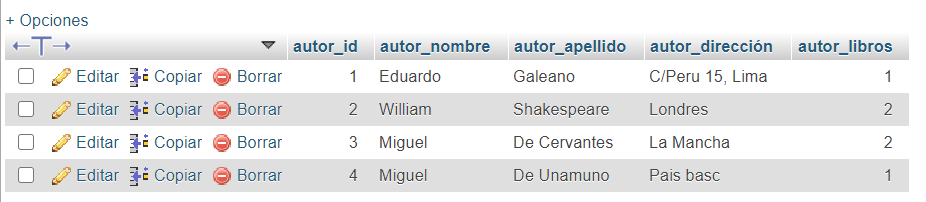 + Opciones
←T→ autor_id autor_nombre autor_apellido autor_dirección autor_libros
Editar Copiar Borrar 1 Eduardo Galeano C/Peru 15, Lima 1
Editar Copiar Borrar 2 William Shakespeare Londres 2
Editar Copiar Borrar 3 Miguel De Cervantes La Mancha 2
Editar Copiar Borrar 4 Miguel De Unamuno Pais basc 1